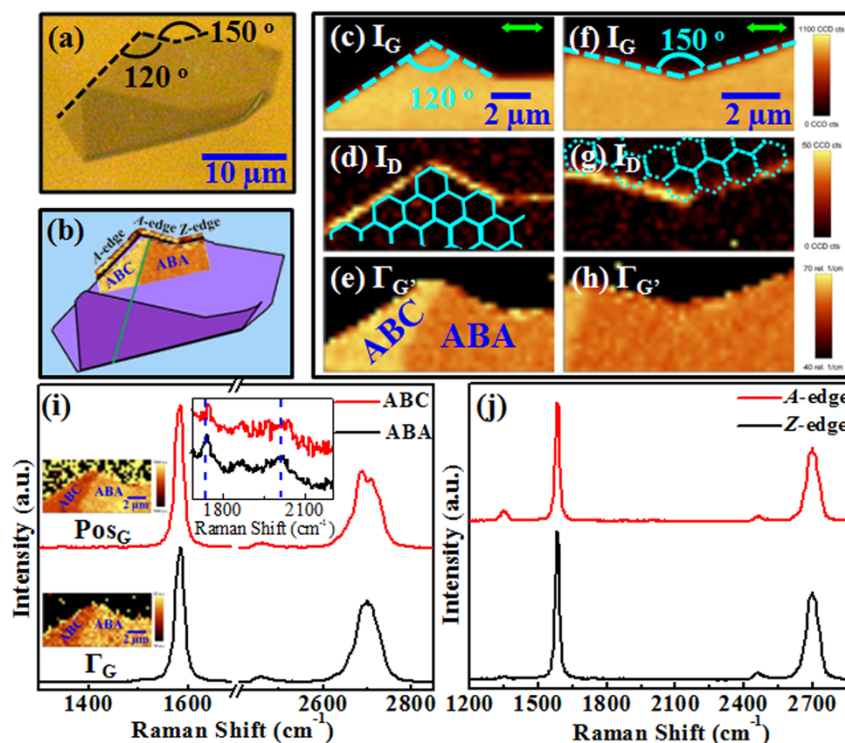 (a)
150 °
120 °
10 µm
(b)
A-edge
A-edge
Z-edge
ABC
ABA
(c) I_G
120 °
2 µm
(f) I_G
150 °
2 µm
1100 CCD cts
0 CCD cts
(d) I_D
(g) I_D
50 CCD cts
0 CCD cts
(e) Γ_G'
ABC
ABA
(h) Γ_G'
70 rel. 1/cm
40 rel. 1/cm
(i)
ABC
ABA
1800 2100
Raman Shift (cm⁻¹)
ABC
ABA
2 µm
Pos_G
ABC
ABA
2 µm
Γ_G
Intensity (a.u.)
1400 1600 2600 2800
Raman Shift (cm⁻¹)
(j)
A-edge
Z-edge
Intensity (a.u.)
1200 1500 1800 2100 2400 2700
Raman Shift (cm⁻¹)